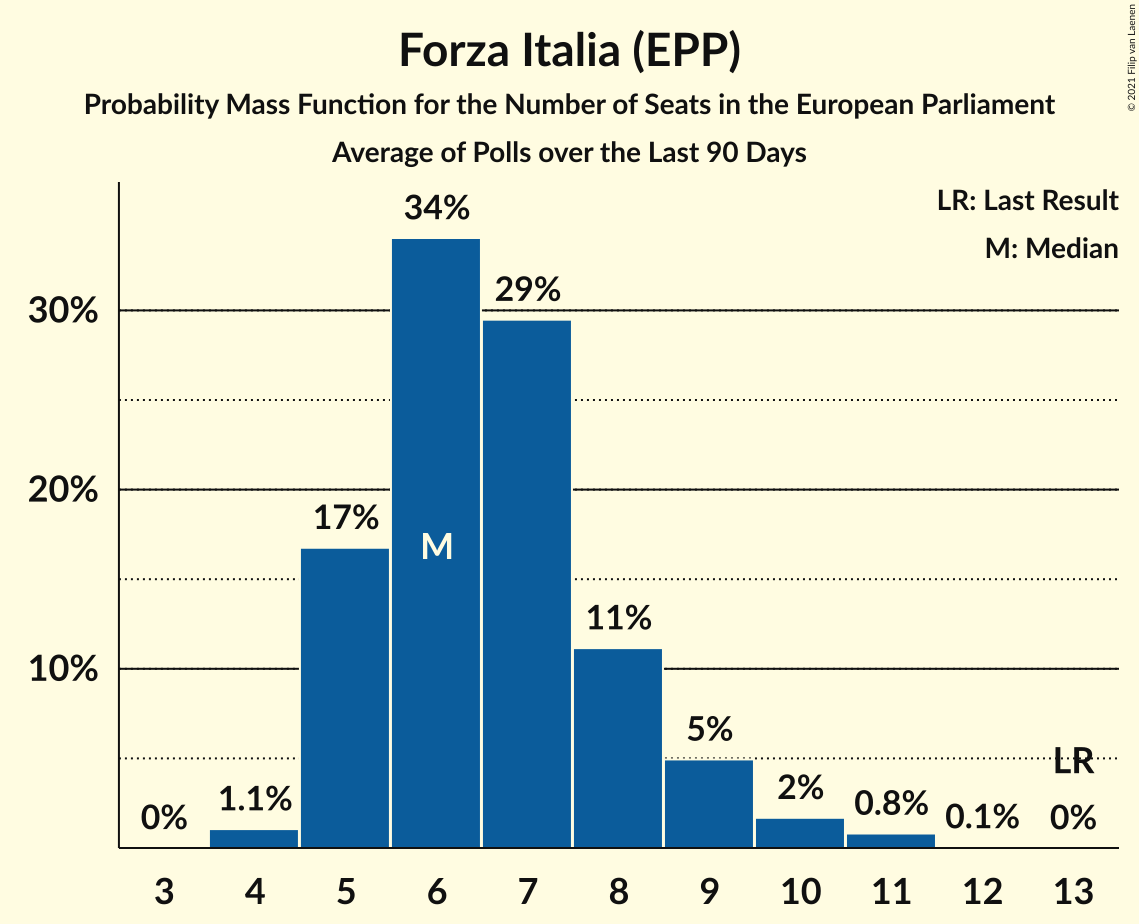 Forza Italia (EPP)
Probability Mass Function for the Number of Seats in the European Parliament
Average of Polls over the Last 90 Days
© 2021 Filip van Laenen
LR: Last Result
M: Median
30%
20%
10%
0%
1.1%
17%
34%
29%
11%
5%
2%
0.8%
0.1%
0%
M
LR
3 4 5 6 7 8 9 10 11 12 13